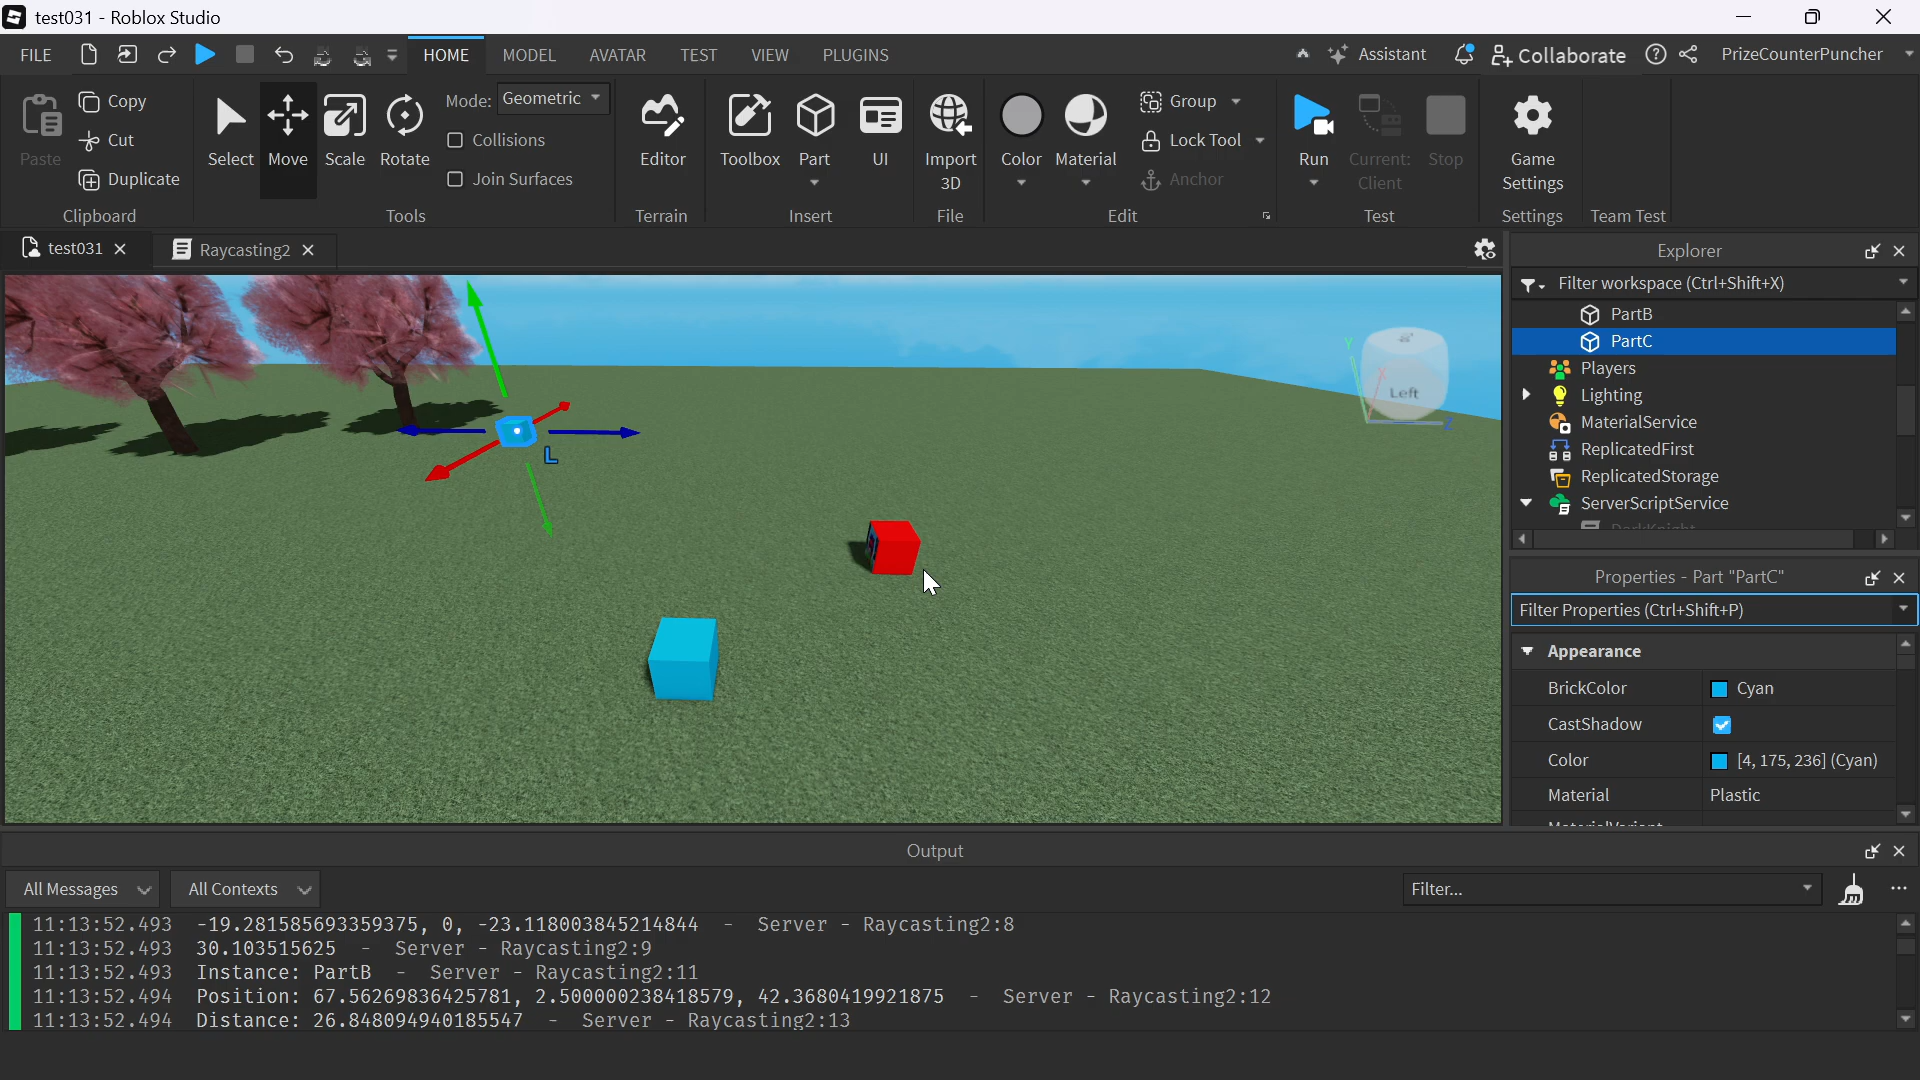 test031 - Roblox Studio
FILE HOME MODEL AVATAR TEST VIEW PLUGINS Assistant Collaborate PrizeCounterPuncher
Paste
Copy
Cut
Duplicate
Clipboard
Select
Move
Scale
Rotate
Mode: Geometric
Collisions
Join Surfaces
Tools
Editor
Terrain
Toolbox
Part
UI
Insert
Import
3D
File
Color
Material
Group
Lock Tool
Anchor
Edit
Run
Current:
Client
Stop
Test
Game
Settings
Settings
Team Test
test031
Raycasting2
Left
Y
X
Z
L
Explorer
Filter workspace (Ctrl+Shift+X)
PartB
PartC
Players
Lighting
MaterialService
ReplicatedFirst
ReplicatedStorage
ServerScriptService
Properties - Part "PartC"
Filter Properties (Ctrl+Shift+P)
Appearance
BrickColor Cyan
CastShadow
Color [4, 175, 236] (Cyan)
Material Plastic
Output
All Messages
All Contexts
Filter...
11:13:52.493 -19.281585693359375, 0, -23.118003845214844 - Server - Raycasting2:8
11:13:52.493 30.103515625 - Server - Raycasting2:9
11:13:52.493 Instance: PartB - Server - Raycasting2:11
11:13:52.494 Position: 67.56269836425781, 2.500000238418579, 42.3680419921875 - Server - Raycasting2:12
11:13:52.494 Distance: 26.848094940185547 - Server - Raycasting2:13